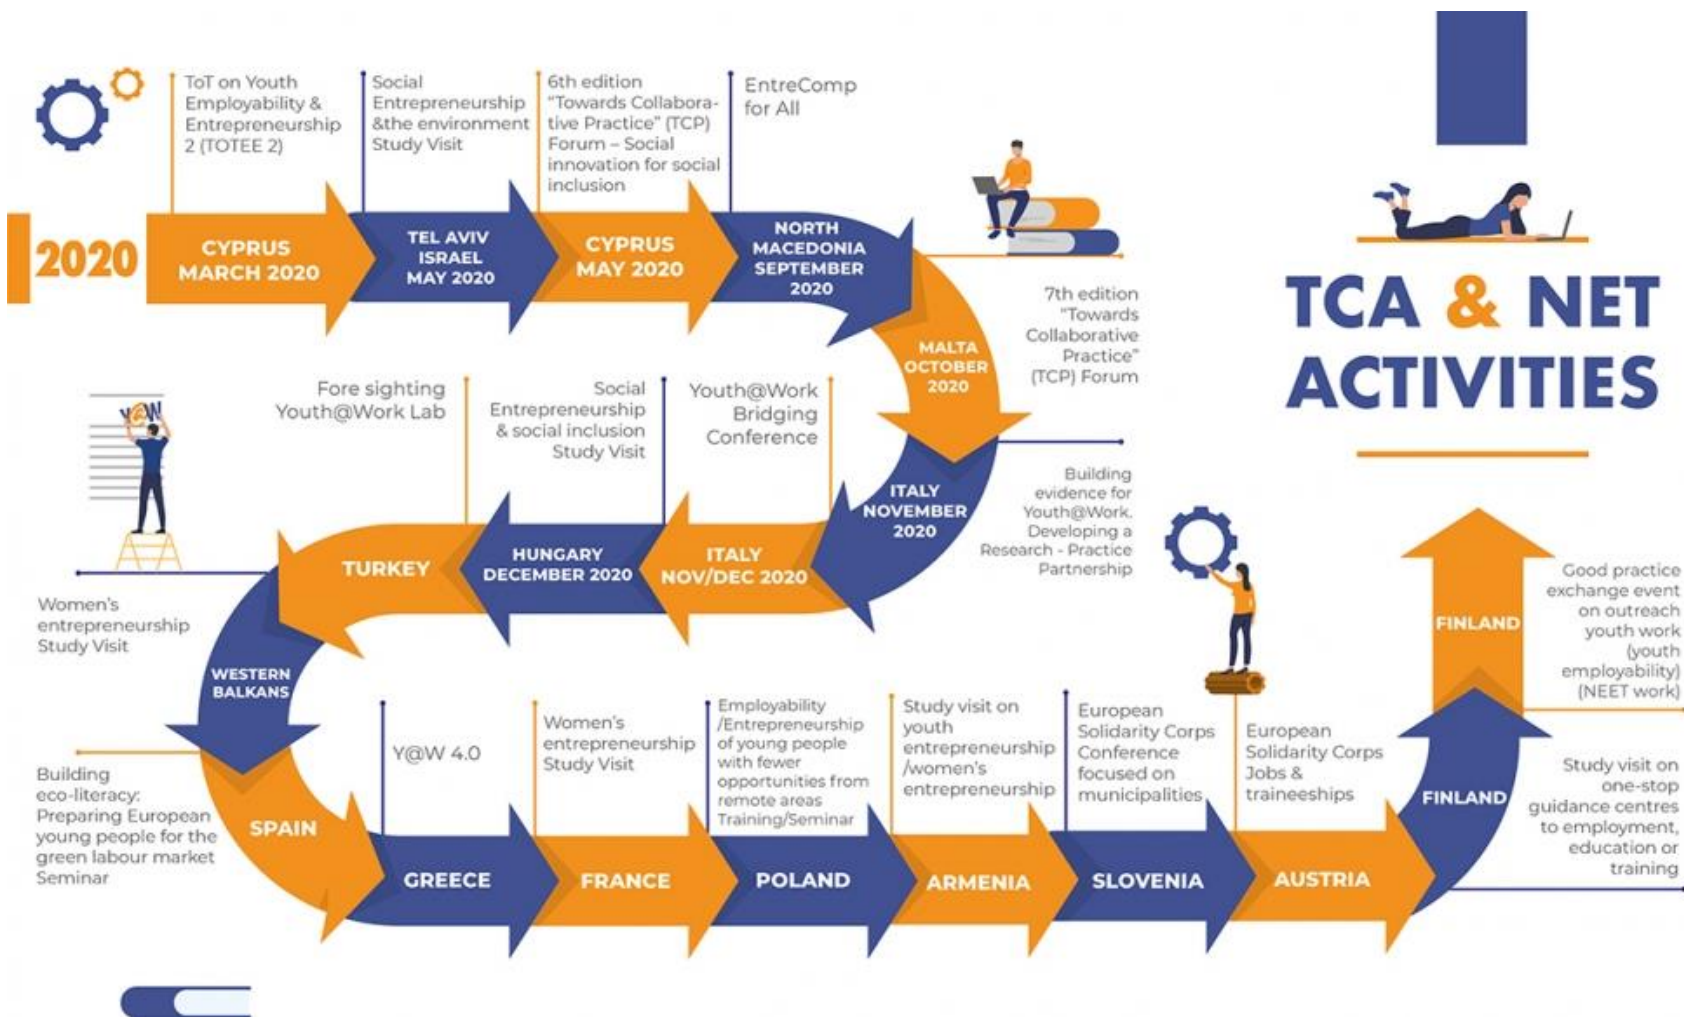 TCA & NET
ACTIVITIES
2020
ToT on Youth
Employability &
Entrepreneurship
2 (TOTEE 2)
CYPRUS
MARCH 2020
Social
Entrepreneurship
&the environment
Study Visit
TEL AVIV
ISRAEL
MAY 2020
6th edition
"Towards Collabora-
tive Practice" (TCP)
Forum – Social
innovation for social
inclusion
CYPRUS
MAY 2020
EntreComp
for All
NORTH
MACEDONIA
SEPTEMBER
2020
7th edition
"Towards
Collaborative
Practice"
(TCP) Forum
MALTA
OCTOBER
2020
Building
evidence for
Youth@Work.
Developing a
Research - Practice
Partnership
ITALY
NOVEMBER
2020
Youth@Work
Bridging
Conference
ITALY
NOV/DEC 2020
Social
Entrepreneurship
& social inclusion
Study Visit
HUNGARY
DECEMBER 2020
Fore sighting
Youth@Work Lab
TURKEY
Y@W
Women's
entrepreneurship
Study Visit
WESTERN
BALKANS
Building
eco-literacy:
Preparing European
young people for the
green labour market
Seminar
SPAIN
Y@W 4.0
GREECE
Women's
entrepreneurship
Study Visit
FRANCE
Employability
/Entrepreneurship
of young people
with fewer
opportunities from
remote areas
Training/Seminar
POLAND
Study visit on
youth
entrepreneurship
/women's
entrepreneurship
ARMENIA
European
Solidarity Corps
Conference
focused on
municipalities
SLOVENIA
European
Solidarity Corps
Jobs &
traineeships
AUSTRIA
Study visit on
one-stop
guidance centres
to employment,
education or
training
FINLAND
Good practice
exchange event
on outreach
youth work
(youth
employability)
(NEET work)
FINLAND